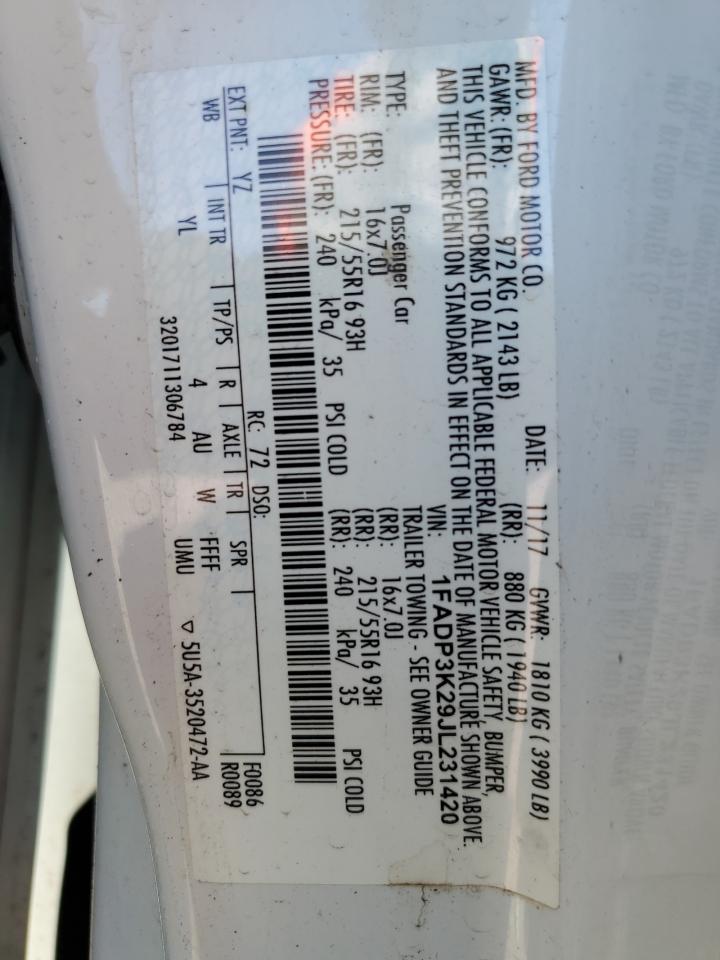 MFD. BY FORD MOTOR CO. DATE: 11/17 GVWR: 1810 KG ( 3990 LB)
GAWR: (FR): 972 KG ( 2143 LB) (RR): 880 KG ( 1940 LB)
THIS VEHICLE CONFORMS TO ALL APPLICABLE FEDERAL MOTOR VEHICLE SAFETY, BUMPER,
AND THEFT PREVENTION STANDARDS IN EFFECT ON THE DATE OF MANUFACTURE SHOWN ABOVE.
VIN: 1FADP3K29JL231420
TYPE: Passenger Car TRAILER TOWING - SEE OWNER GUIDE
RIM: (FR): 16x7.0J (RR): 16x7.0J
TIRE: (FR): 215/55R16 93H (RR): 215/55R16 93H
PRESSURE: (FR): 240 kPa/ 35 PSI COLD (RR): 240 kPa/ 35 PSI COLD
RC: 72 DSO: F0086
EXT PNT: YZ R0089
WB | INT TR | TP/PS | R | AXLE | TR | SPR |
YL 4 AU W FFFF
UMU
3201711306784 ▽ 5U5A-3520472-AA